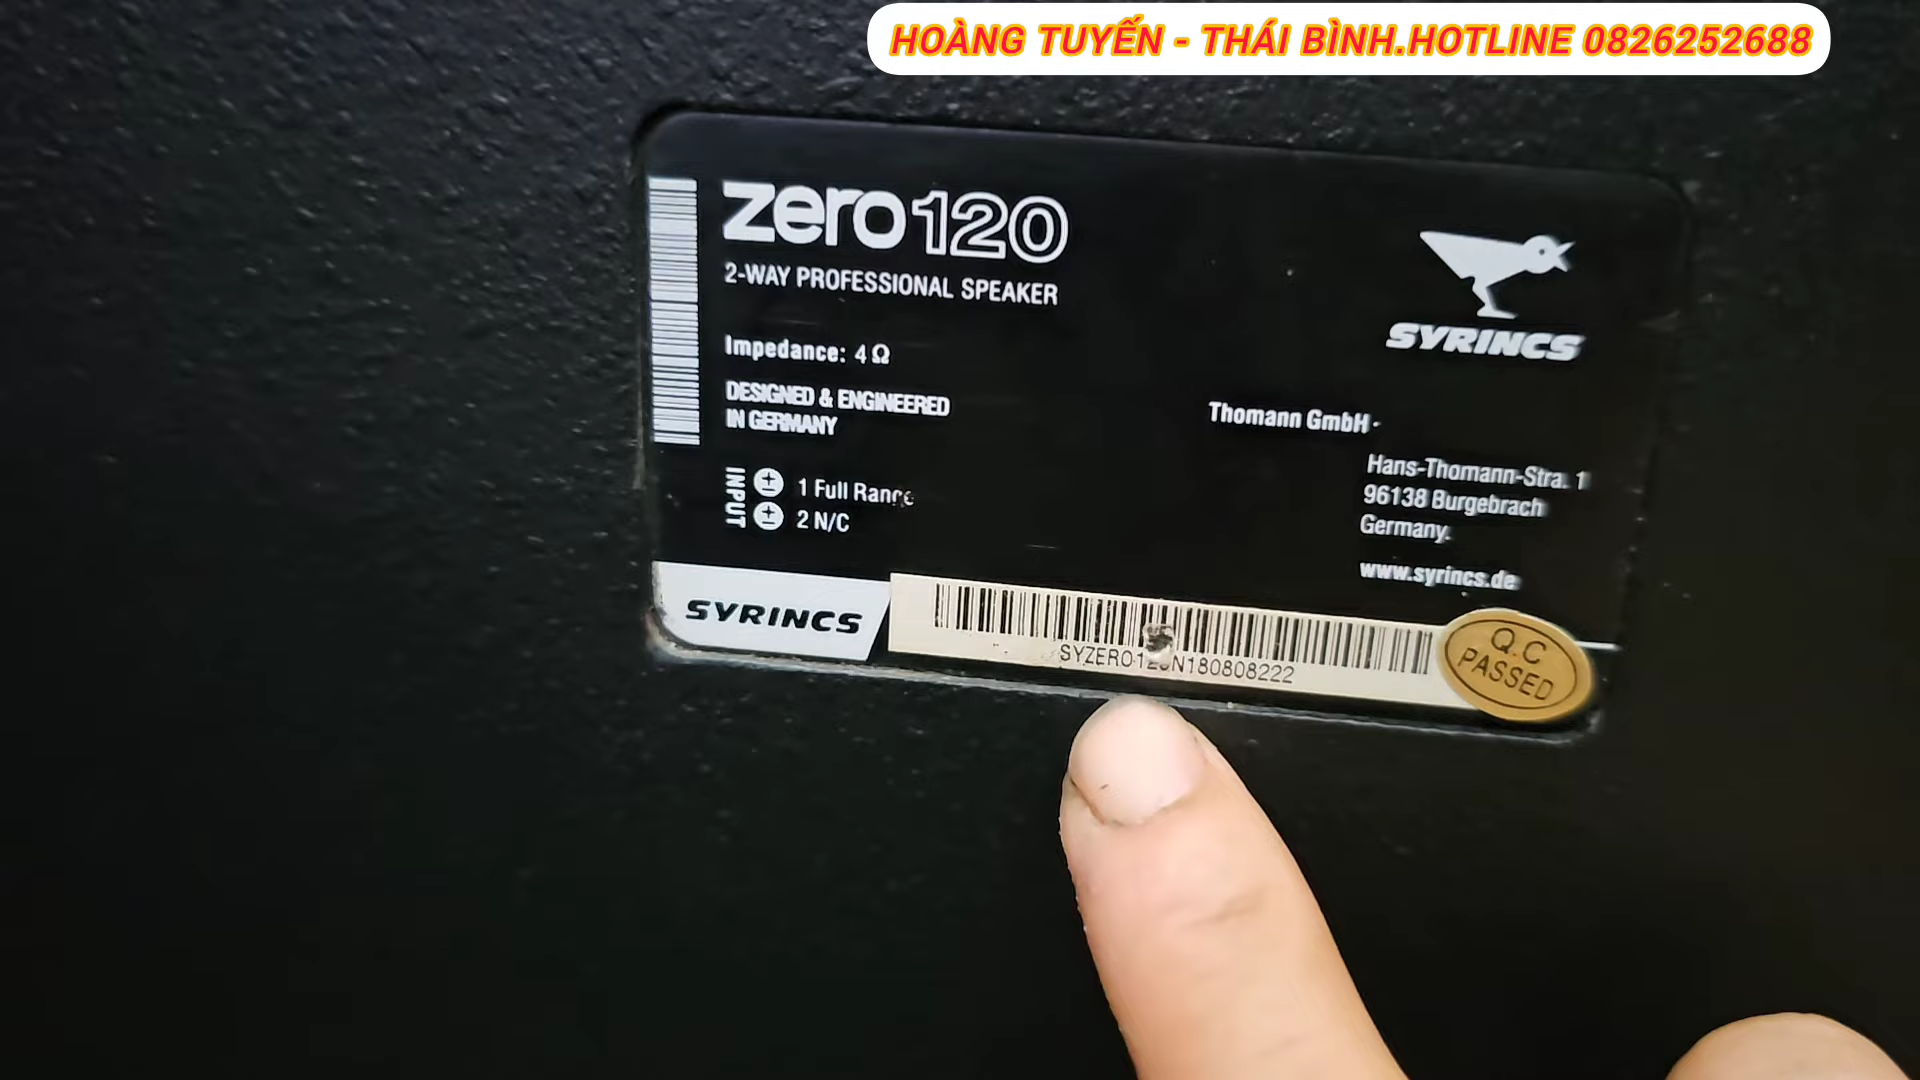 HOÀNG TUYẾN - THÁI BÌNH.HOTLINE 0826252688
zero120
2-WAY PROFESSIONAL SPEAKER
Impedance: 4 Ω
DESIGNED & ENGINEERED
IN GERMANY
INPUT
1 Full Range
2 N/C
SYRINCS
Thomann GmbH·
Hans-Thomann-Stra. 1
96138 Burgebrach
Germany.
www.syrincs.de
SYRINCS
Q.C
PASSED